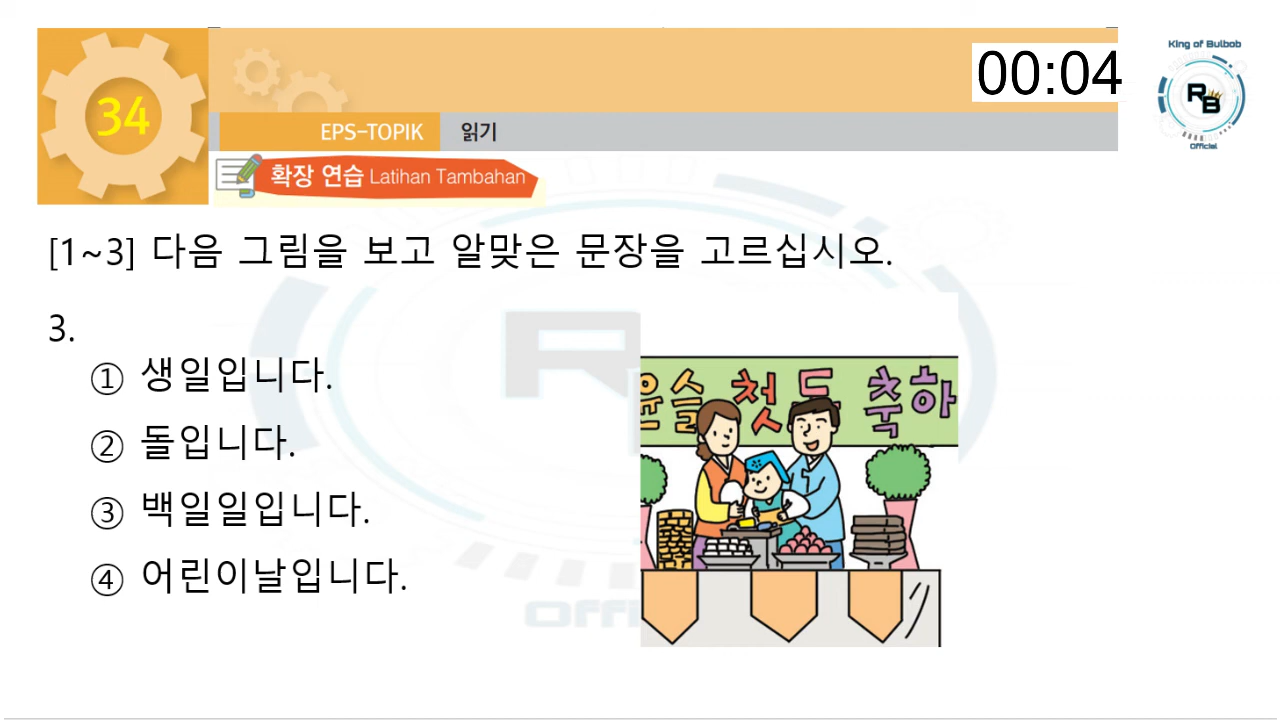 34
00:04
King of Bulbob
RB
Official
EPS-TOPIK 읽기
확장 연습 Latihan Tambahan
[1~3] 다음 그림을 보고 알맞은 문장을 고르십시오.
3.
① 생일입니다.
② 돌입니다.
③ 백일일입니다.
④ 어린이날입니다.
윤슬 첫 축하